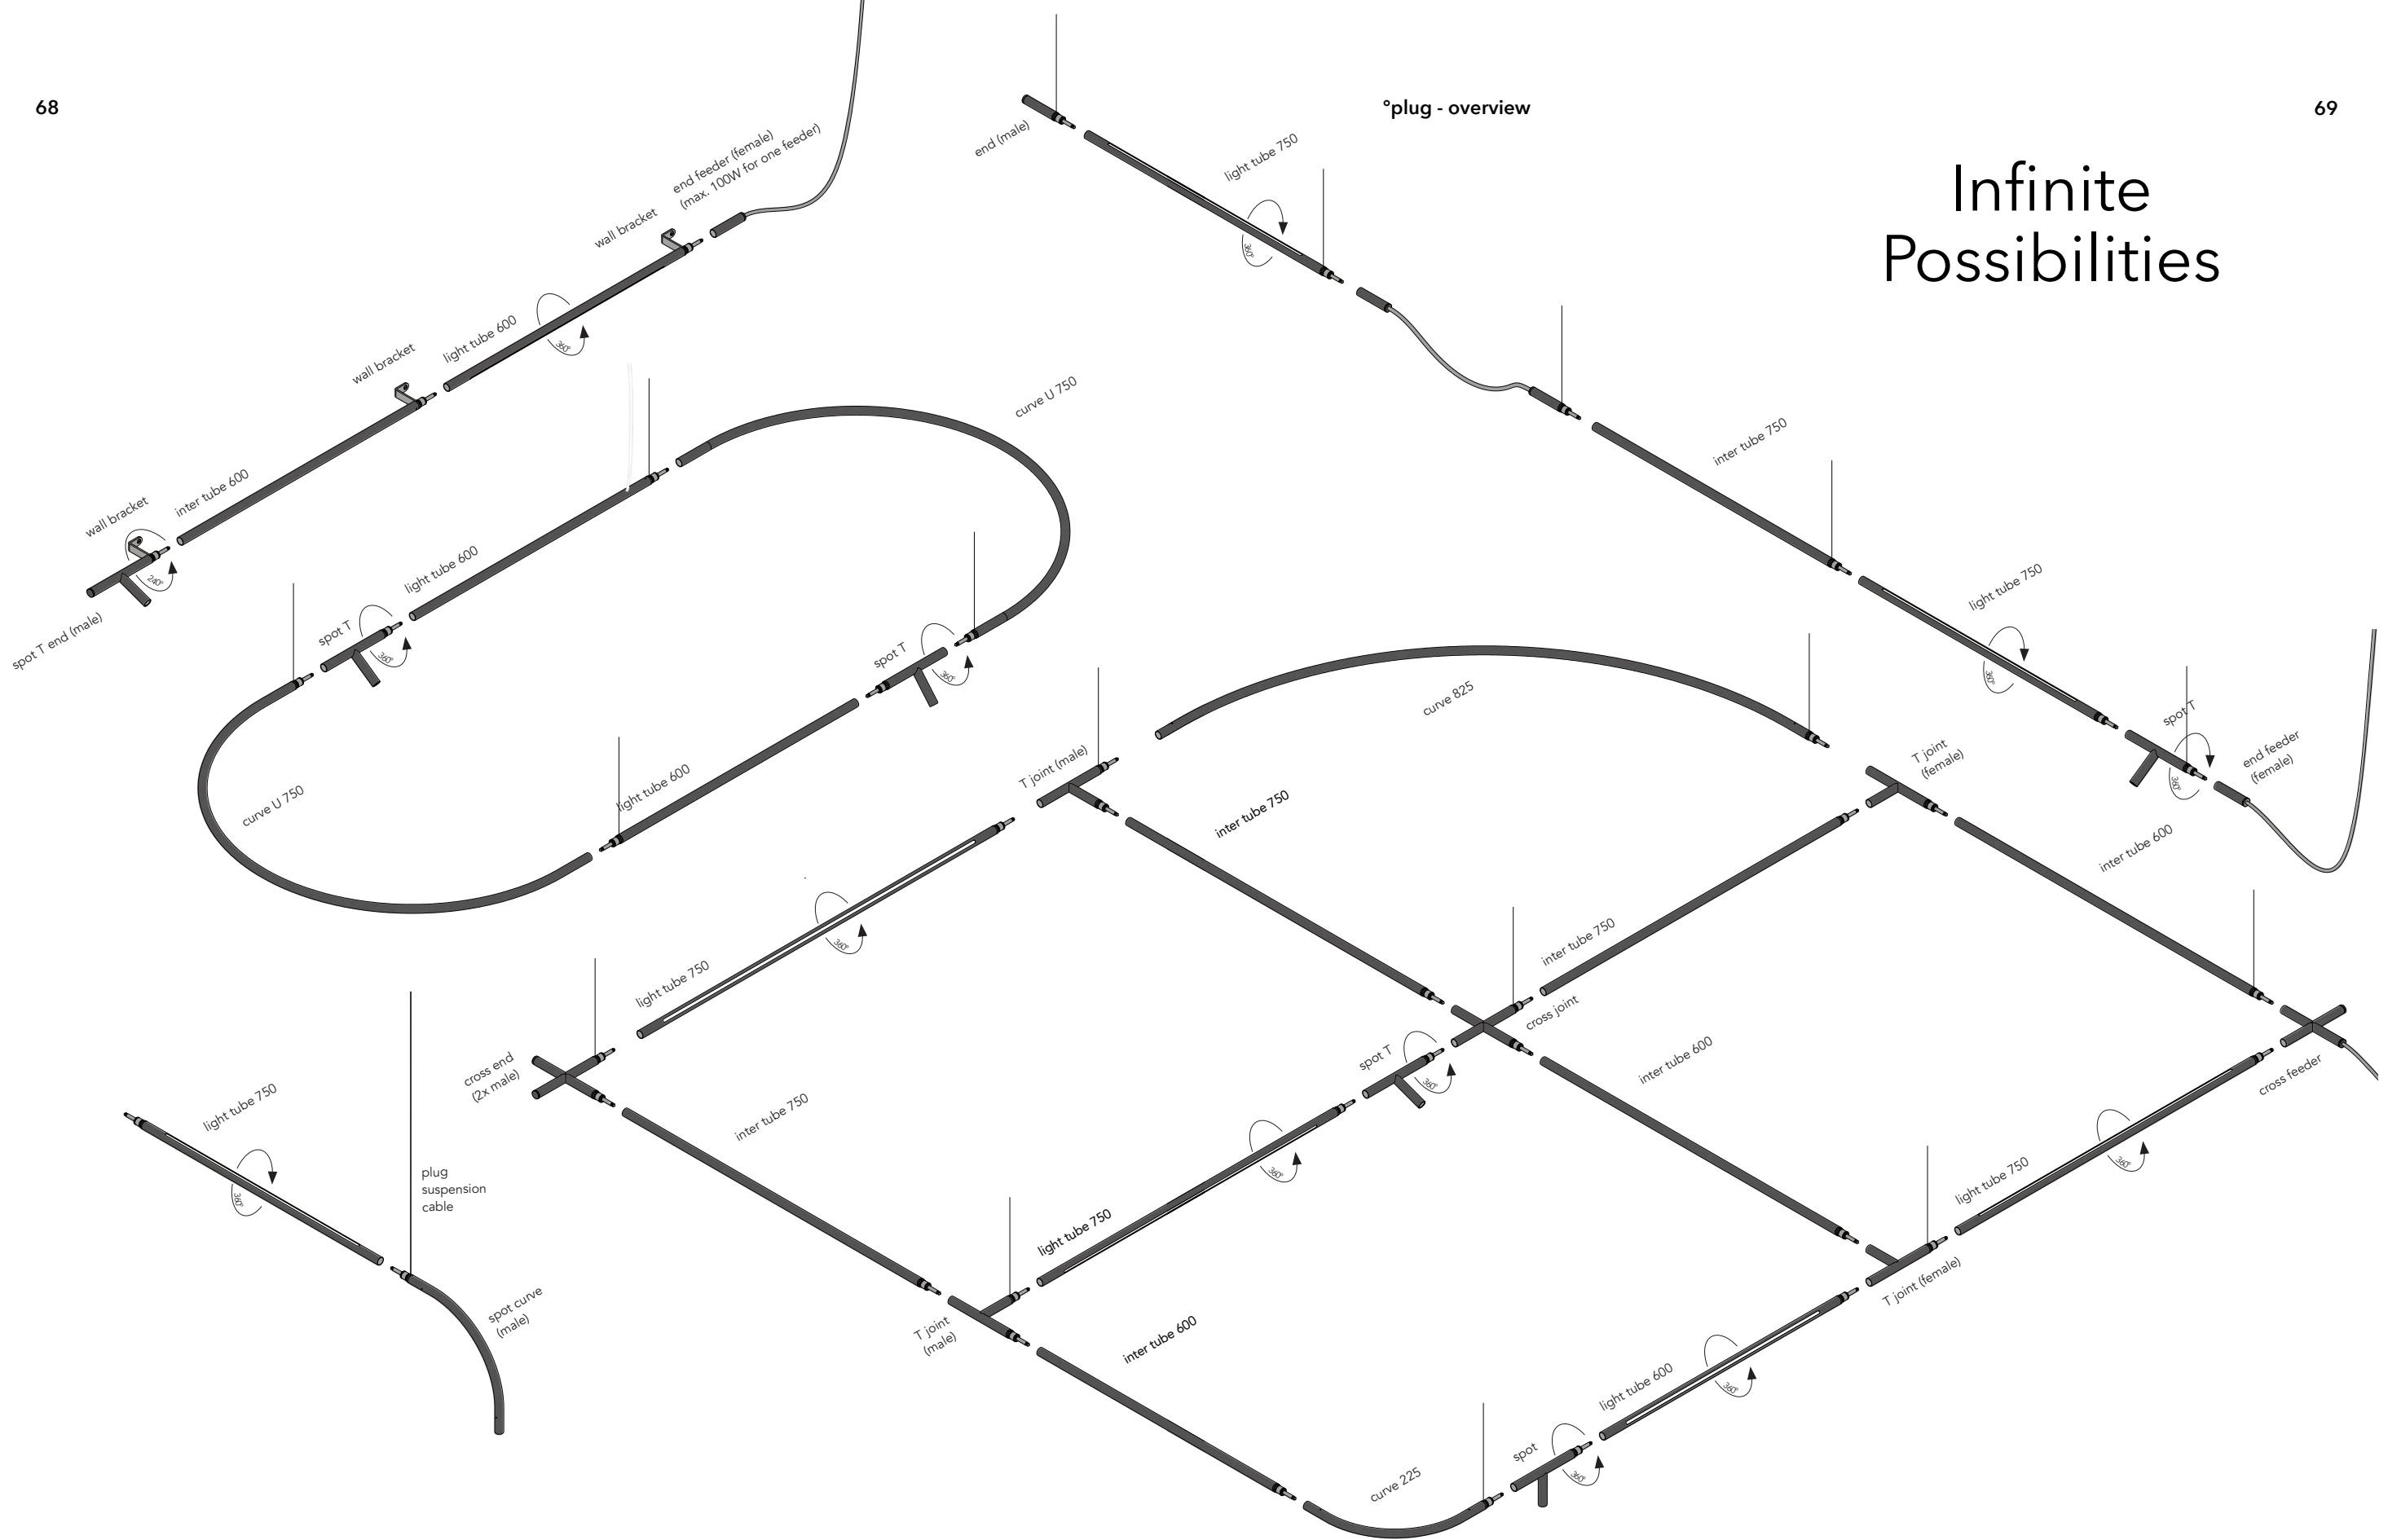 68
°plug - overview
69
Infinite
Possibilities
end feeder (female)
(max. 100W for one feeder)
wall bracket
light tube 600
360°
wall bracket
inter tube 600
wall bracket
240°
spot T end (male)
end (male)
light tube 750
360°
inter tube 750
light tube 750
360°
spot T
360°
end feeder
(female)
curve U 750
light tube 600
spot T
360°
spot T
360°
light tube 600
curve U 750
curve 825
T joint (male)
inter tube 750
T joint
(female)
inter tube 600
light tube 750
360°
inter tube 750
cross joint
spot T
360°
inter tube 600
cross feeder
cross end
(2x male)
inter tube 750
light tube 750
360°
light tube 750
360°
T joint (female)
T joint
(male)
inter tube 600
light tube 600
360°
spot
360°
curve 225
light tube 750
360°
plug
suspension
cable
spot curve
(male)